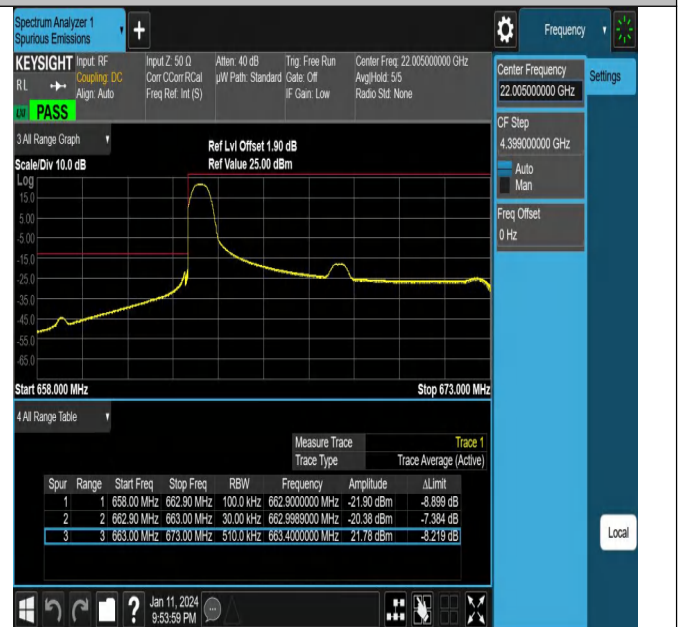 Spectrum Analyzer 1
Spurious Emissions
Frequency
KEYSIGHT Input: RF Input Z: 50 Ω Atten: 40 dB Trig: Free Run Center Freq: 22.005000000 GHz
RL Coupling: DC Corr CCorr RCal µW Path: Standard Gate: Off Avg|Hold: 5/5
Align: Auto Freq Ref: Int (S) IF Gain: Low Radio Std: None
PASS
Center Frequency
22.005000000 GHz
Settings
CF Step
4.399000000 GHz
Auto
Man
Freq Offset
0 Hz
3 All Range Graph
Ref Lvl Offset 1.90 dB
Scale/Div 10.0 dB Ref Value 25.00 dBm
Log
15.0
5.00
-5.00
-15.0
-25.0
-35.0
-45.0
-55.0
-65.0
Start 658.000 MHz Stop 673.000 MHz
4 All Range Table
Measure Trace Trace 1
Trace Type Trace Average (Active)
Spur Range Start Freq Stop Freq RBW Frequency Amplitude ΔLimit
1 1 658.00 MHz 662.90 MHz 100.0 kHz 662.9000000 MHz -21.90 dBm -8.899 dB
2 2 662.90 MHz 663.00 MHz 30.00 kHz 662.9989000 MHz -20.38 dBm -7.384 dB
3 3 663.00 MHz 673.00 MHz 510.0 kHz 663.4000000 MHz 21.78 dBm -8.219 dB
Local
?
Jan 11, 2024
9:53:59 PM